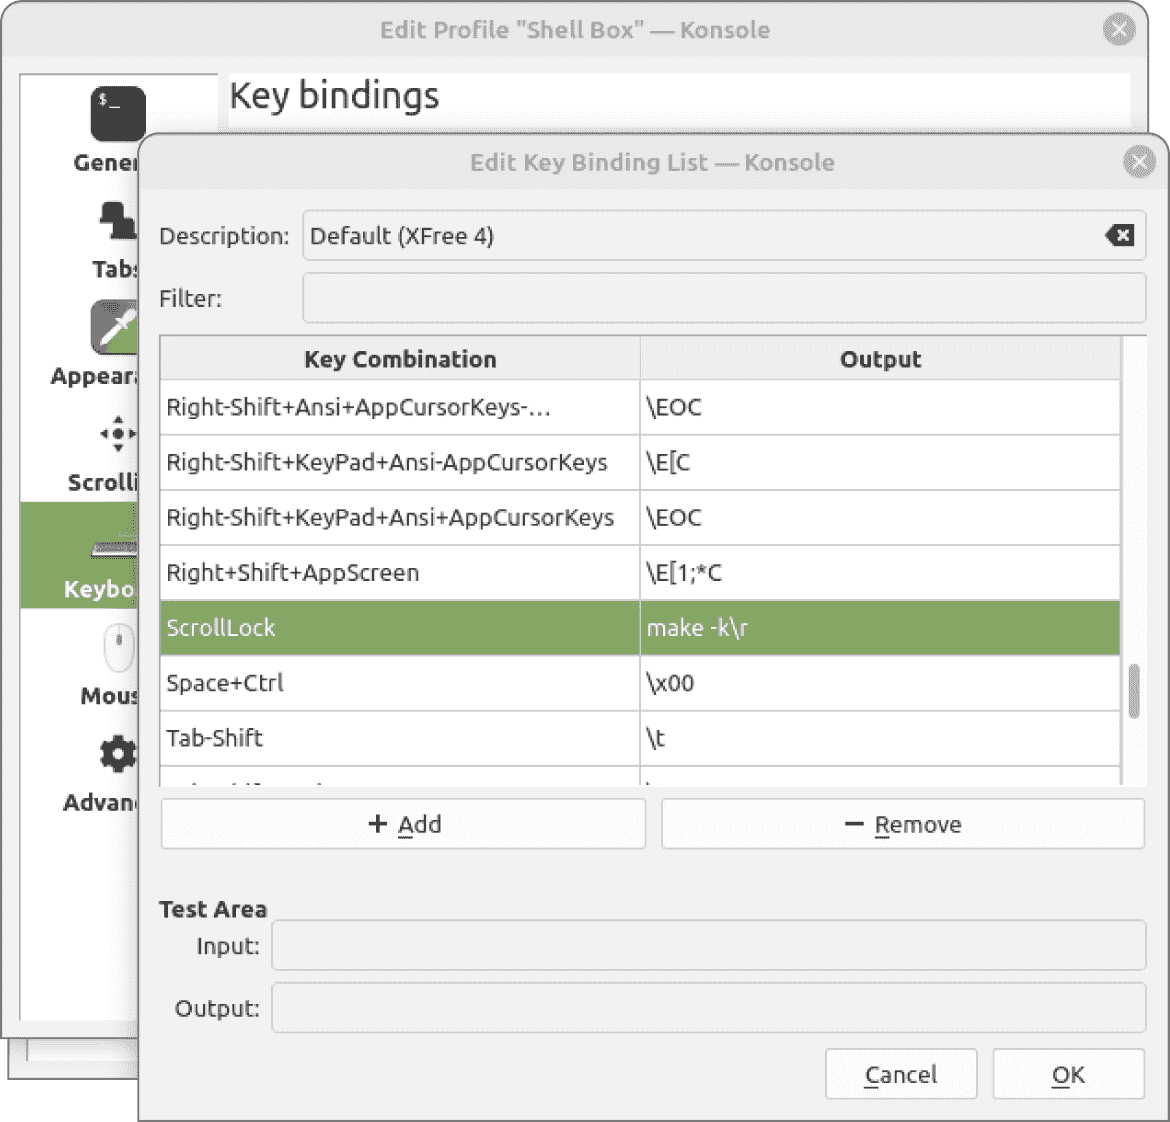 Edit Profile "Shell Box" — Konsole
$_
Key bindings
Gener
Tabs
Appeara
Scrolli
Keybo
Mous
Advan
Edit Key Binding List — Konsole
Description: Default (XFree 4)
Filter:
Key Combination Output
Right-Shift+Ansi+AppCursorKeys-... \EOC
Right-Shift+KeyPad+Ansi-AppCursorKeys \E[C
Right-Shift+KeyPad+Ansi+AppCursorKeys \EOC
Right+Shift+AppScreen \E[1;*C
ScrollLock make -k\r
Space+Ctrl \x00
Tab-Shift \t
+ Add − Remove
Test Area
Input:
Output:
Cancel OK